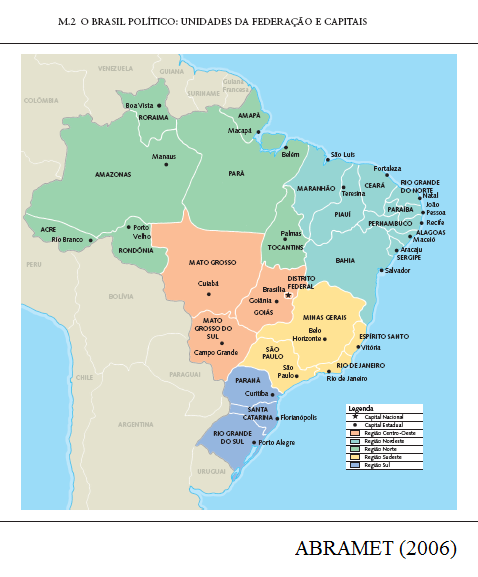 M.2 O BRASIL POLÍTICO: UNIDADES DA FEDERAÇÃO E CAPITAIS
VENEZUELA
GUIANA
SURINAME
Guiana
Francesa
COLÔMBIA
Boa Vista
RORAIMA
AMAPÁ
Macapá
Belém
São Luis
Manaus
AMAZONAS
PARÁ
Fortaleza
MARANHÃO
Teresina
CEARÁ
RIO GRANDE
DO NORTE
Natal
PARAÍBA
João
Pessoa
PIAUÍ
PERNAMBUCO
Recife
ALAGOAS
Maceió
ACRE
Rio Branco
Porto
Velho
RONDÔNIA
Palmas
TOCANTINS
Aracaju
SERGIPE
PERU
MATO GROSSO
BAHIA
Salvador
DISTRITO
FEDERAL
Cuiabá
Brasília
Goiânia
GOIÁS
BOLÍVIA
MINAS GERAIS
MATO
GROSSO DO
SUL
Campo Grande
Belo
Horizonte
ESPÍRITO SANTO
Vitória
SÃO
PAULO
São
Paulo
RIO DE JANEIRO
Rio de Janeiro
PARAGUAI
CHILE
PARANÁ
Curitiba
SANTA
CATARINA
Florianópolis
ARGENTINA
RIO GRANDE
DO SUL
Porto Alegre
URUGUAI
Legenda
Capital Nacional
Capital Estadual
Região Centro-Oeste
Região Nordeste
Região Norte
Região Sudeste
Região Sul
ABRAMET (2006)